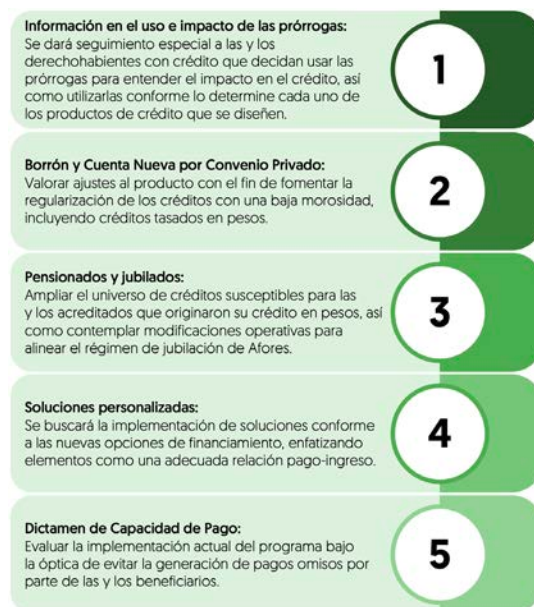 Información en el uso e impacto de las prórrogas:
Se dará seguimiento especial a las y los
derechohabientes con crédito que decidan usar las
prórrogas para entender el impacto en el crédito, así
como utilizarlas conforme lo determine cada uno de
los productos de crédito que se diseñen.
1
Borrón y Cuenta Nueva por Convenio Privado:
Valorar ajustes al producto con el fin de fomentar la
regularización de los créditos con una baja morosidad,
incluyendo créditos tasados en pesos.
2
Pensionados y jubilados:
Ampliar el universo de créditos susceptibles para las
y los acreditados que originaron su crédito en pesos, así
como contemplar modificaciones operativas para
alinear el régimen de jubilación de Afores.
3
Soluciones personalizadas:
Se buscará la implementación de soluciones conforme
a las nuevas opciones de financiamiento, enfatizando
elementos como una adecuada relación pago-ingreso.
4
Dictamen de Capacidad de Pago:
Evaluar la implementación actual del programa bajo
la óptica de evitar la generación de pagos omisos por
parte de las y los beneficiarios.
5